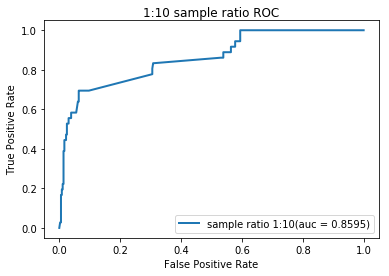 1:10 sample ratio ROC
1.0
0.8
0.6
0.4
0.2
0.0
True Positive Rate
sample ratio 1:10(auc = 0.8595)
0.0 0.2 0.4 0.6 0.8 1.0
False Positive Rate